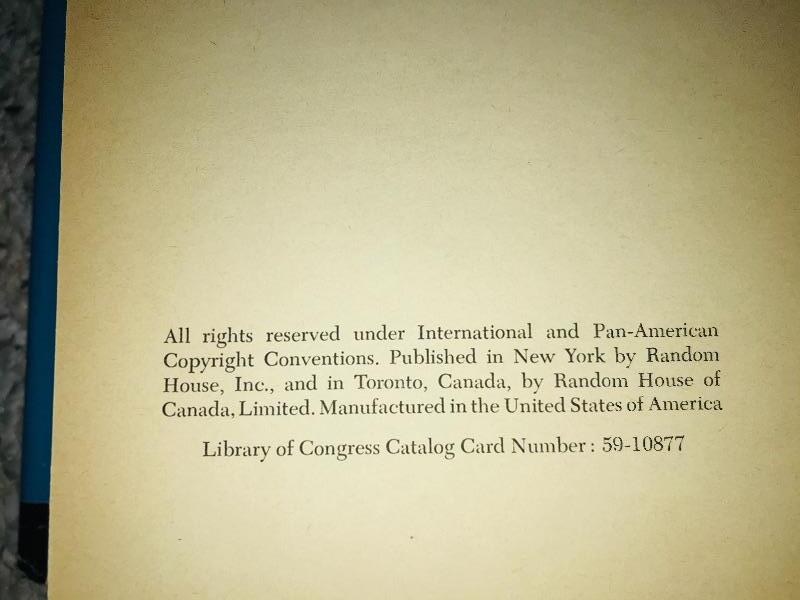 All rights reserved under International and Pan-American
Copyright Conventions. Published in New York by Random
House, Inc., and in Toronto, Canada, by Random House of
Canada, Limited. Manufactured in the United States of America
Library of Congress Catalog Card Number: 59-10877